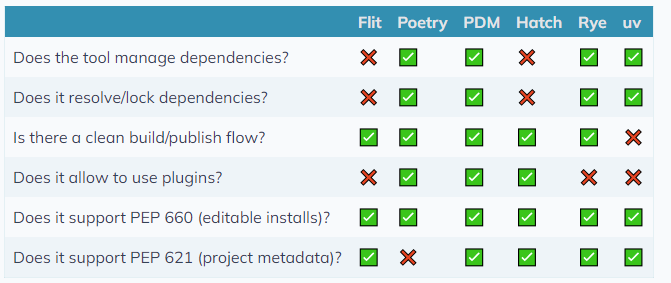 Flit Poetry PDM Hatch Rye uv
Does the tool manage dependencies? ❌ ✅ ✅ ❌ ✅ ✅
Does it resolve/lock dependencies? ❌ ✅ ✅ ❌ ✅ ✅
Is there a clean build/publish flow? ✅ ✅ ✅ ✅ ✅ ❌
Does it allow to use plugins? ❌ ✅ ✅ ✅ ❌ ❌
Does it support PEP 660 (editable installs)? ✅ ✅ ✅ ✅ ✅ ✅
Does it support PEP 621 (project metadata)? ✅ ❌ ✅ ✅ ✅ ✅